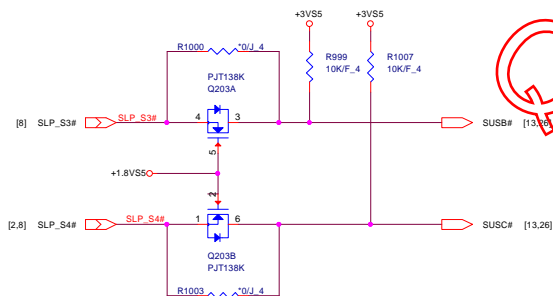 +3VS5 +3VS5
R1000 *0/J_4
R999 R1007
10K/F_4 10K/F_4
PJT138K
Q203A
[8] SLP_S3# SLP_S3# 4 3 SUSB# [13,26]
5
+1.8VS5
2
[2,8] SLP_S4# SLP_S4# 1 6 SUSC# [13,26]
Q203B
PJT138K
R1003 *0/J_4
Q